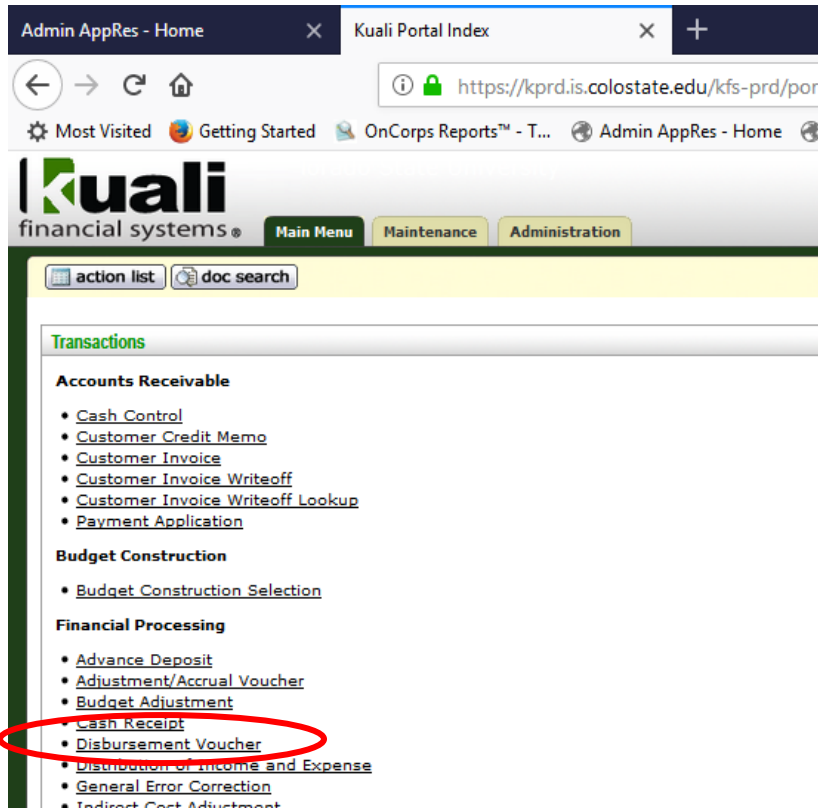 Admin AppRes - Home
Kuali Portal Index
https://kprd.is.colostate.edu/kfs-prd/por
Most Visited Getting Started OnCorps Reports™ - T... Admin AppRes - Home
kuali
financial systems® Main Menu Maintenance Administration
action list doc search
Transactions
Accounts Receivable
• Cash Control
• Customer Credit Memo
• Customer Invoice
• Customer Invoice Writeoff
• Customer Invoice Writeoff Lookup
• Payment Application
Budget Construction
• Budget Construction Selection
Financial Processing
• Advance Deposit
• Adjustment/Accrual Voucher
• Budget Adjustment
• Cash Receipt
• Disbursement Voucher
• Distribution of Income and Expense
• General Error Correction
• Indirect Cost Adjustment